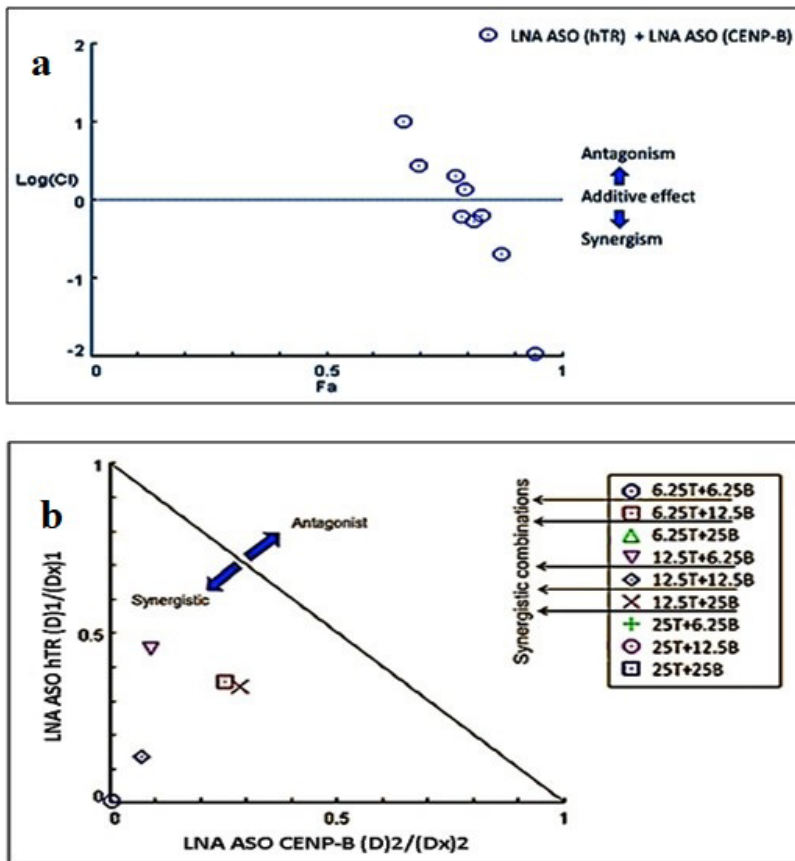 a
LNA ASO (hTR) + LNA ASO (CENP-B)
2
1
Log(CI)
0
-1
-2
0
0.5
1
Fa
Antagonism
Additive effect
Synergism
b
1
0.5
0
LNA ASO hTR (D)1/(Dx)1
Antagonist
Synergistic
0
0.5
1
LNA ASO CENP-B (D)2/(Dx)2
Synergistic combinations
6.25T+6.25B
6.25T+12.5B
6.25T+25B
12.5T+6.25B
12.5T+12.5B
12.5T+25B
25T+6.25B
25T+12.5B
25T+25B